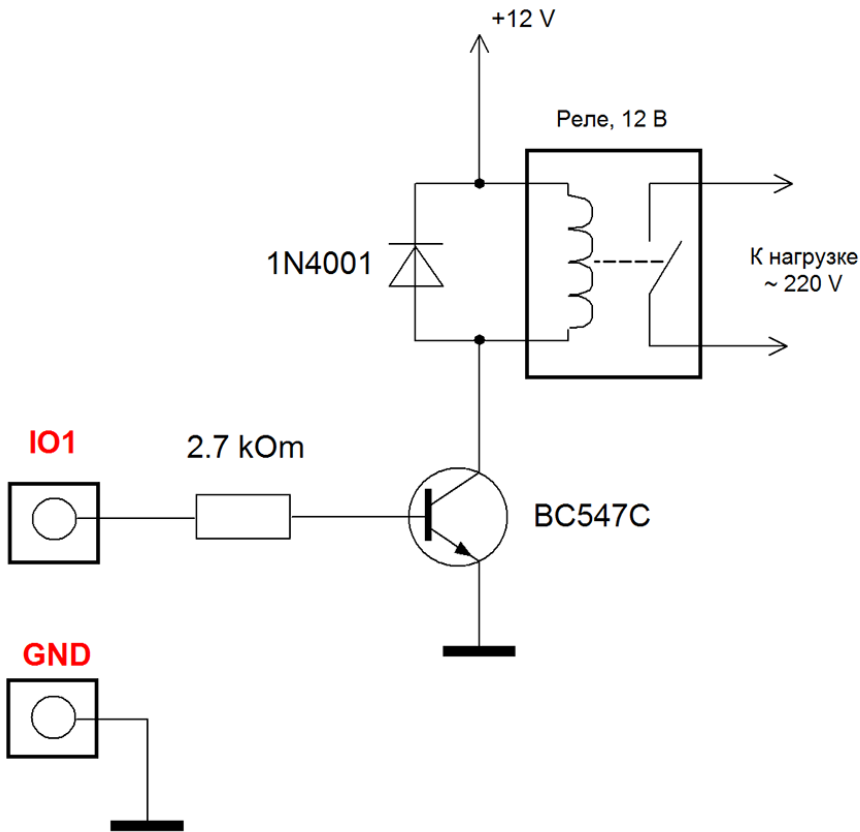 +12 V
Реле, 12 В
1N4001
К нагрузке
~ 220 V
IO1
2.7 kOm
BC547C
GND